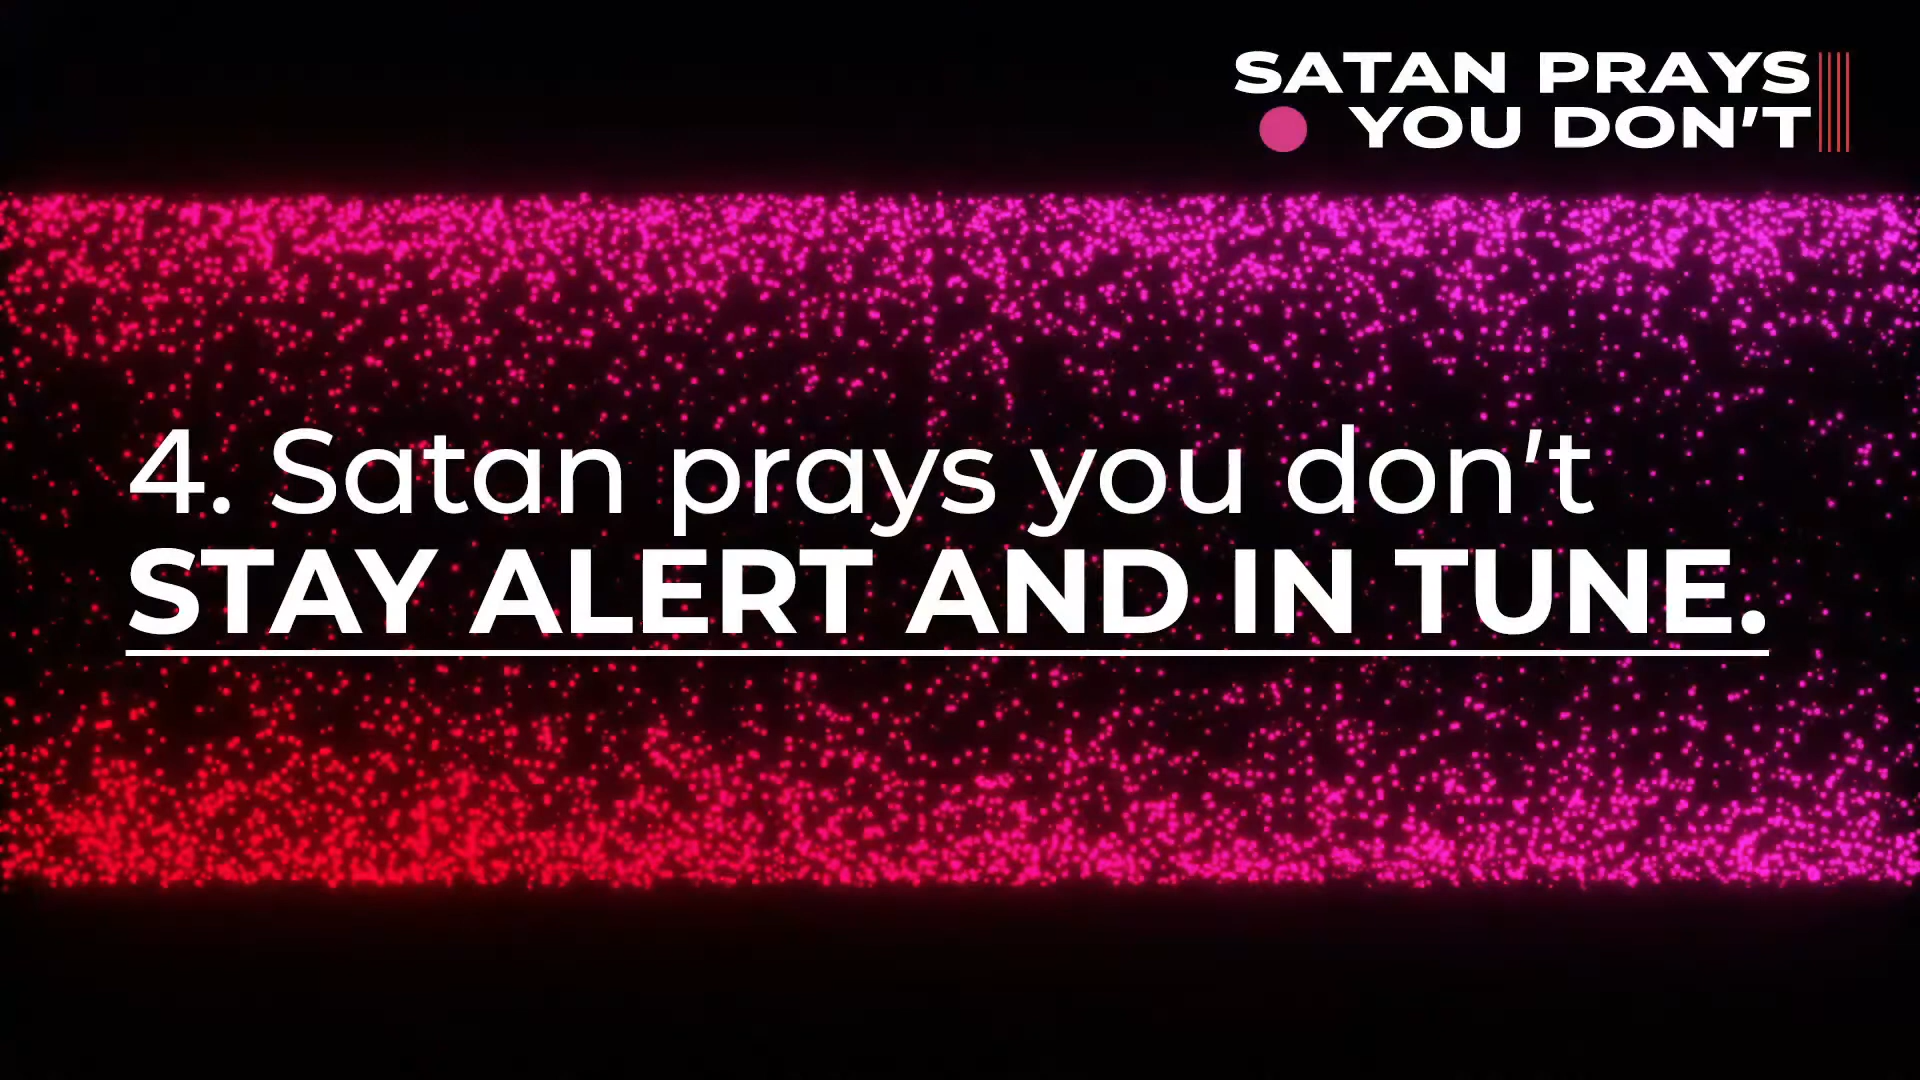 SATAN PRAYS
YOU DON'T
4. Satan prays you don't
STAY ALERT AND IN TUNE.